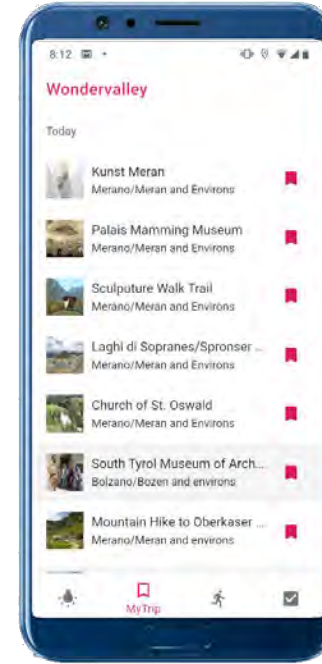 8:12
Wondervalley
Today
Kunst Meran
Merano/Meran and Environs
Palais Mamming Museum
Merano/Meran and Environs
Sculputure Walk Trail
Merano/Meran and Environs
Laghi di Sopranes/Spronser ...
Merano/Meran and Environs
Church of St. Oswald
Merano/Meran and Environs
South Tyrol Museum of Arch...
Bolzano/Bozen and environs
Mountain Hike to Oberkaser ...
Merano/Meran and environs
MyTrip